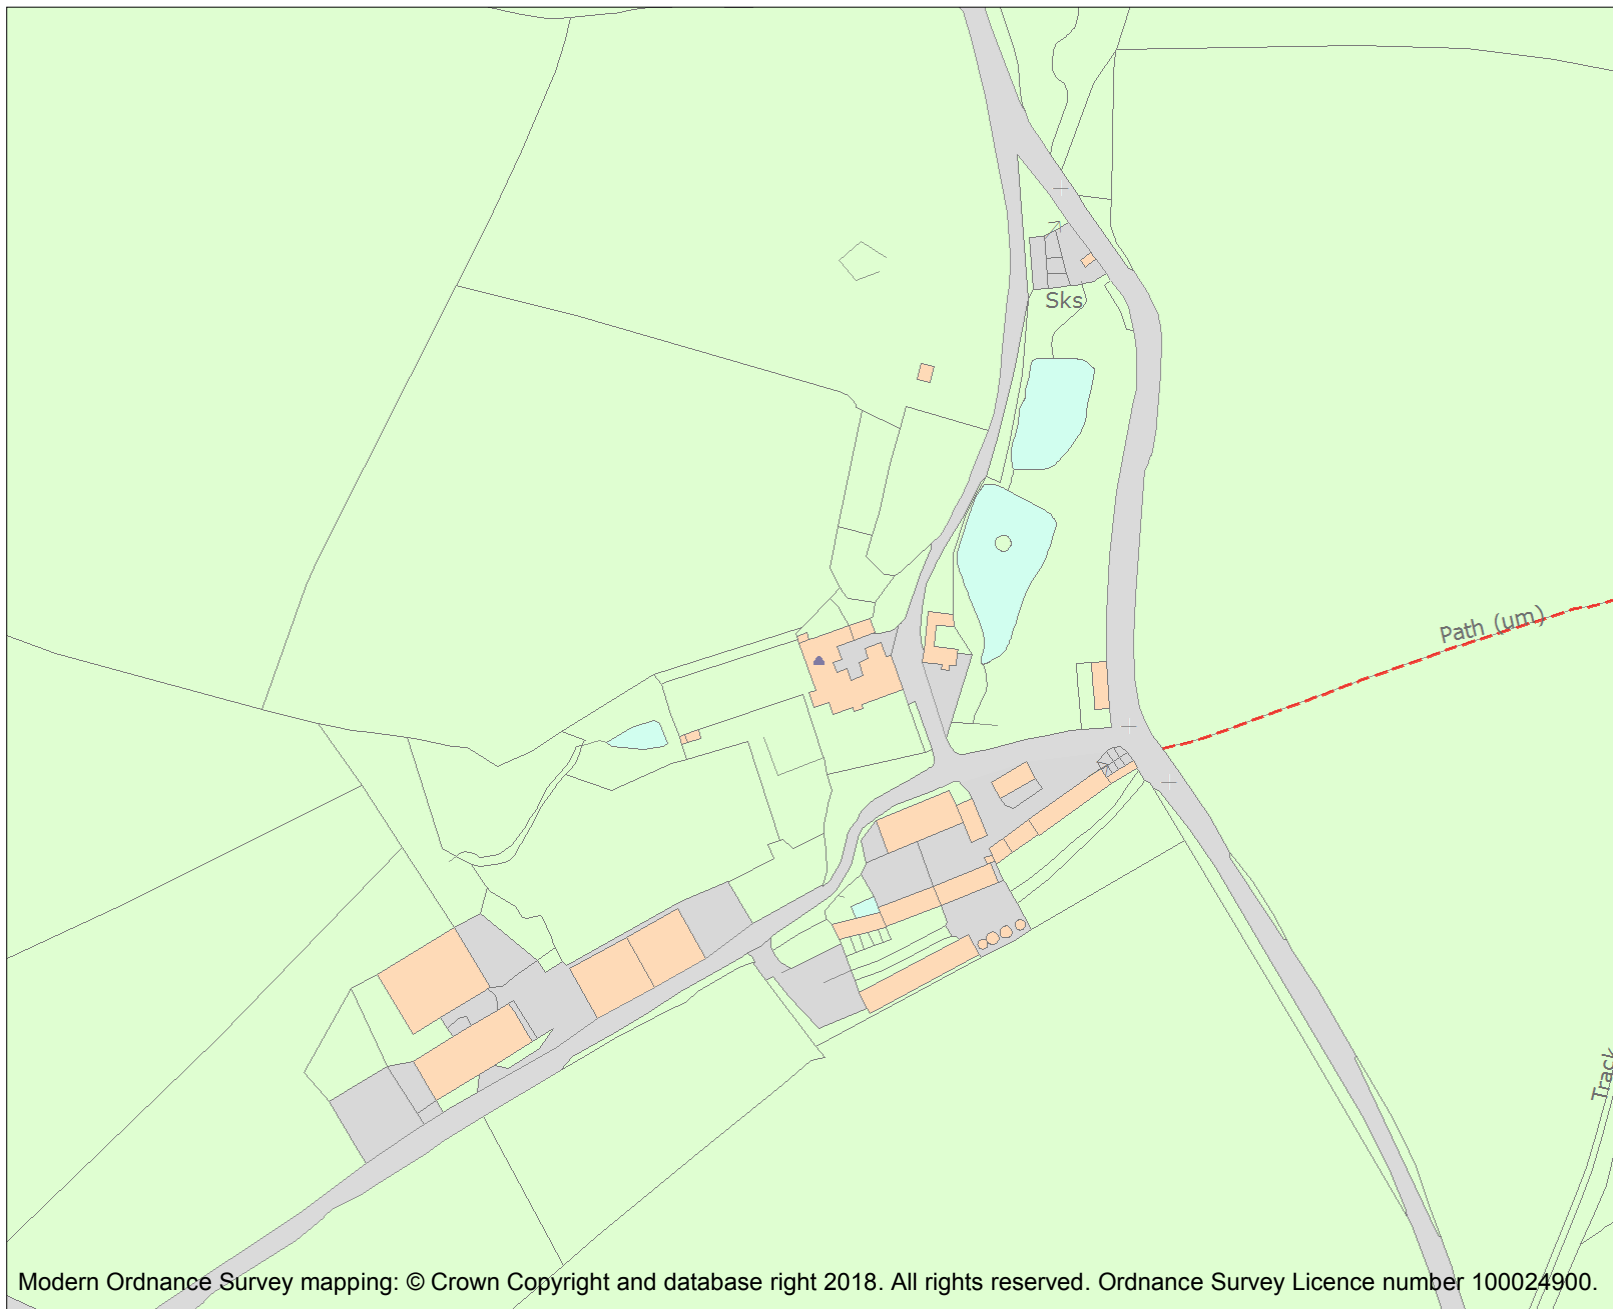 Sks
Path (um)
Track
Modern Ordnance Survey mapping: © Crown Copyright and database right 2018. All rights reserved. Ordnance Survey Licence number 100024900.